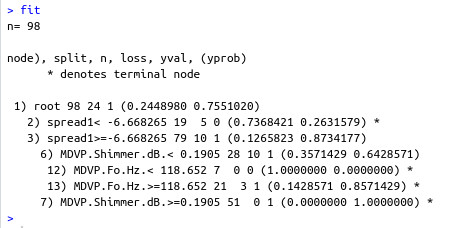 > fit
n= 98
node), split, n, loss, yval, (yprob)
* denotes terminal node
1) root 98 24 1 (0.2448980 0.7551020)
2) spread1< -6.668265 19 5 0 (0.7368421 0.2631579) *
3) spread1>=-6.668265 79 10 1 (0.1265823 0.8734177)
6) MDVP.Shimmer.dB.< 0.1905 28 10 1 (0.3571429 0.6428571)
12) MDVP.Fo.Hz.< 118.652 7 0 0 (1.0000000 0.0000000) *
13) MDVP.Fo.Hz.>=118.652 21 3 1 (0.1428571 0.8571429) *
7) MDVP.Shimmer.dB.>=0.1905 51 0 1 (0.0000000 1.0000000) *
>